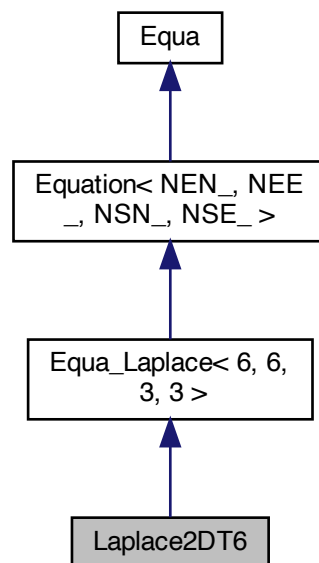 Equa
Equation< NEN_, NEE
_, NSN_, NSE_ >
Equa_Laplace< 6, 6,
3, 3 >
Laplace2DT6